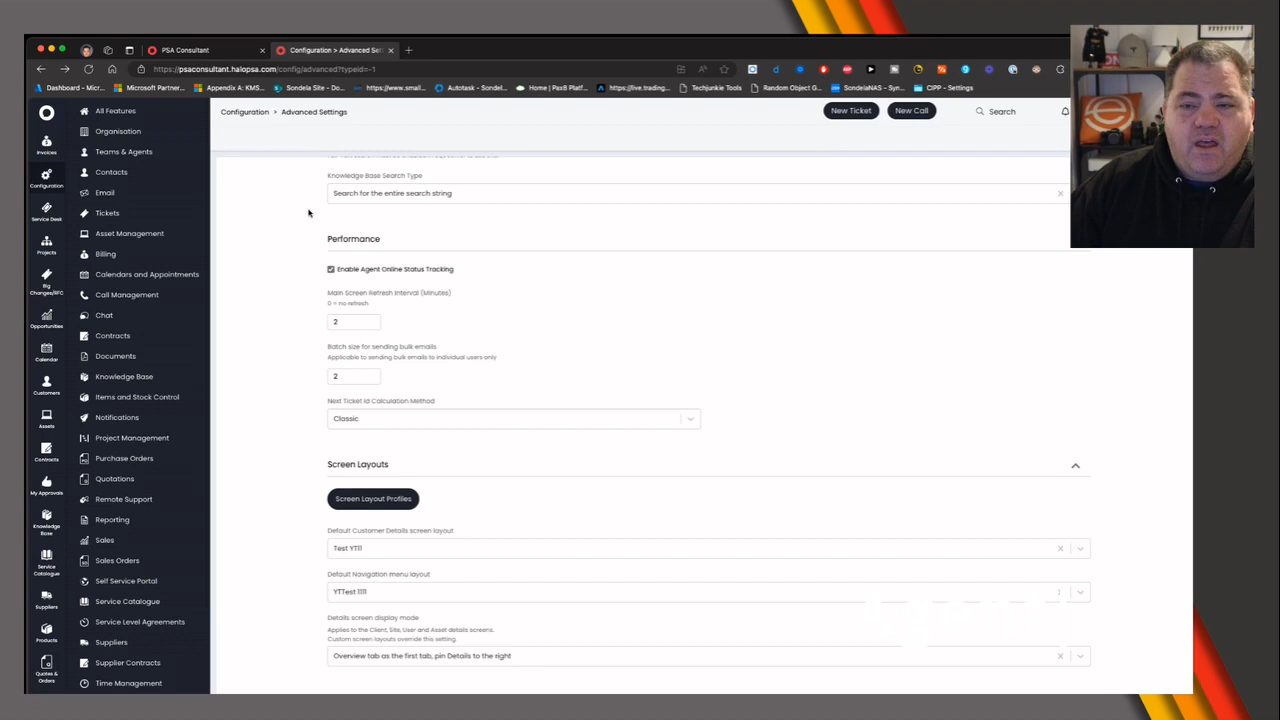 PSA Consultant
Configuration > Advanced Set
psaconsultant.halopsa.com/config/advanced?typeid=-1
Dashboard - Micr...
Microsoft Partner...
Appendix A: KMS...
Sondela Site - Do...
https://www.smal...
Autotask - Sondel...
Home | Pax8 Platf...
https://live.trading...
Techjunkie Tools
Random Object G...
SondelaNAS - Syn...
CIPP - Settings
Invoices
Configuration
Service Desk
Projects
Big Changes/RFC
Opportunities
Calendar
Customers
Assets
Contracts
My Approvals
Knowledge Base
Service Catalogue
Suppliers
Products
Quotes & Orders
All Features
Organisation
Teams & Agents
Contacts
Email
Tickets
Asset Management
Billing
Calendars and Appointments
Call Management
Chat
Contracts
Documents
Knowledge Base
Items and Stock Control
Notifications
Project Management
Purchase Orders
Quotations
Remote Support
Reporting
Sales
Sales Orders
Self Service Portal
Service Catalogue
Service Level Agreements
Suppliers
Supplier Contracts
Time Management
Configuration > Advanced Settings
New Ticket
New Call
Search
Knowledge Base Search Type
Search for the entire search string
Performance
Enable Agent Online Status Tracking
Main Screen Refresh Interval (Minutes)
0 = no refresh
2
Batch size for sending bulk emails
Applicable to sending bulk emails to individual users only
2
Next Ticket Id Calculation Method
Classic
Screen Layouts
Screen Layout Profiles
Default Customer Details screen layout
Test YT11
Default Navigation menu layout
YTTest 1111
Details screen display mode
Applies to the Client, Site, User and Asset details screens.
Custom screen layouts override this setting.
Overview tab as the first tab, pin Details to the right